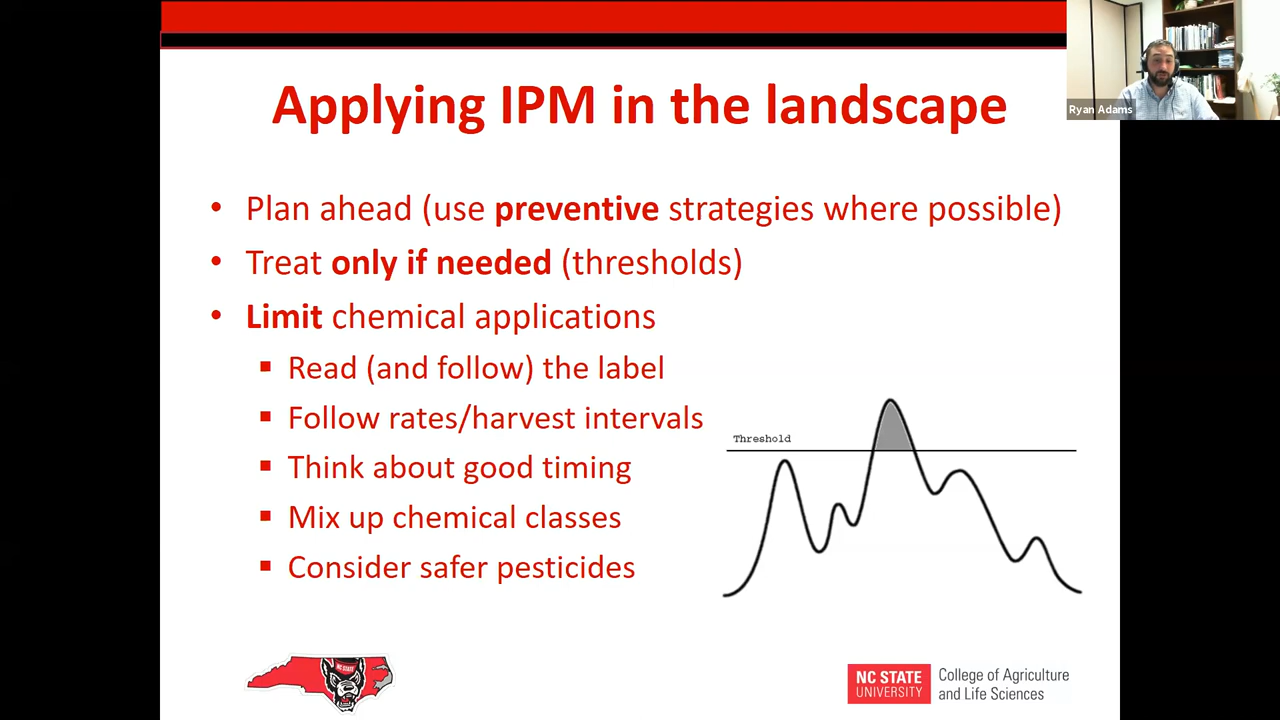 Applying IPM in the landscape
Ryan Adams
• Plan ahead (use preventive strategies where possible)
• Treat only if needed (thresholds)
• Limit chemical applications
▪ Read (and follow) the label
▪ Follow rates/harvest intervals
▪ Think about good timing
▪ Mix up chemical classes
▪ Consider safer pesticides
Threshold
NC STATE
NC STATE
UNIVERSITY
College of Agriculture
and Life Sciences